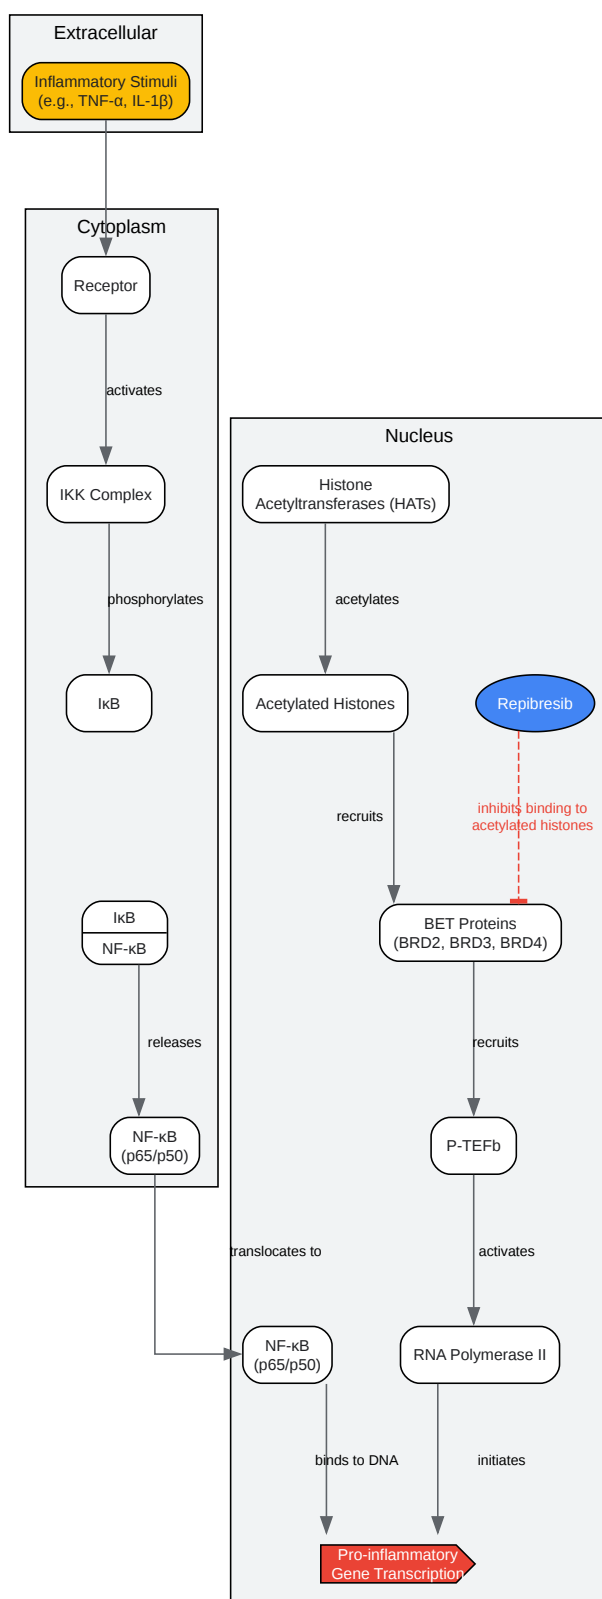 Extracellular
Inflammatory Stimuli
(e.g., TNF-α, IL-1β)
Cytoplasm
Receptor
activates
IKK Complex
phosphorylates
IκB
IκB
NF-κB
releases
NF-κB
(p65/p50)
translocates to
Nucleus
Histone
Acetyltransferases (HATs)
acetylates
Acetylated Histones
Repibresib
recruits
inhibits binding to
acetylated histones
BET Proteins
(BRD2, BRD3, BRD4)
recruits
P-TEFb
activates
NF-κB
(p65/p50)
RNA Polymerase II
binds to DNA
initiates
Pro-inflammatory
Gene Transcription